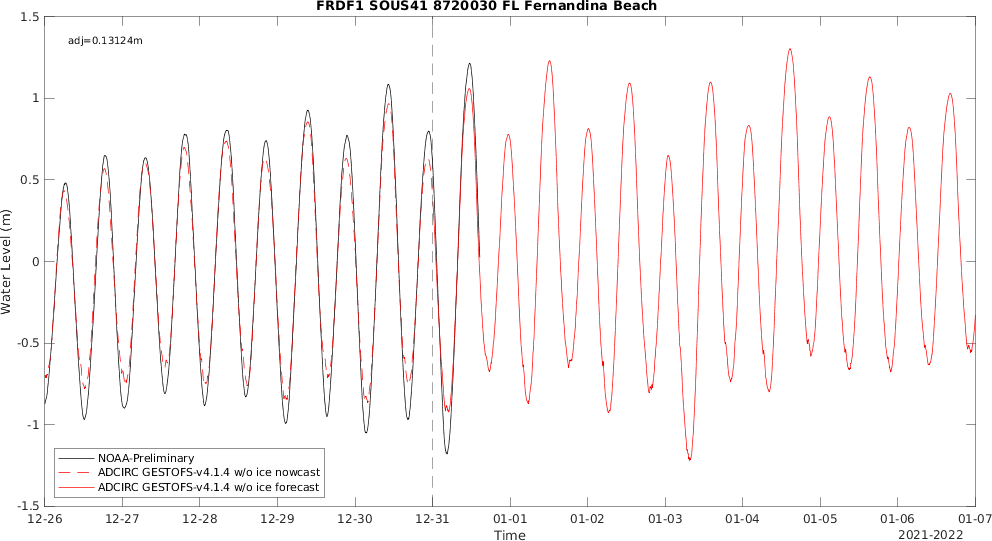 FRDF1 SOUS41 8720030 FL Fernandina Beach
adj=0.13124m
1.5
1
0.5
0
-0.5
-1
-1.5
Water Level (m)
NOAA-Preliminary
ADCIRC GESTOFS-v4.1.4 w/o ice nowcast
ADCIRC GESTOFS-v4.1.4 w/o ice forecast
12-26 12-27 12-28 12-29 12-30 12-31 01-01 01-02 01-03 01-04 01-05 01-06 01-07
Time
2021-2022